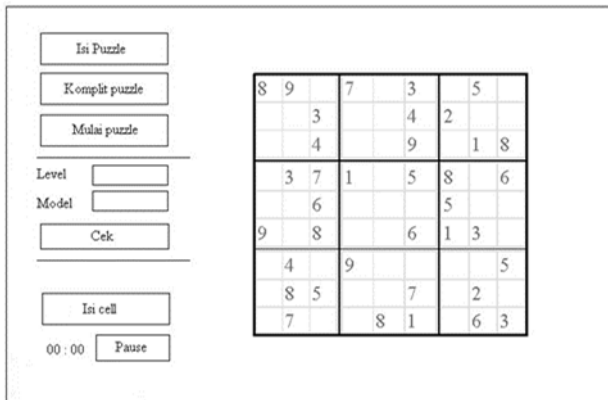 Isi Puzzle
Komplit puzzle
Mulai puzzle
Level
Model
Cek
Isi cell
00 : 00 Pause
8 9 7 3 5
3 4 2
4 9 1 8
3 7 1 5 8 6
6 5
9 8 6 1 3
4 9 5
8 5 7 2
7 8 1 6 3